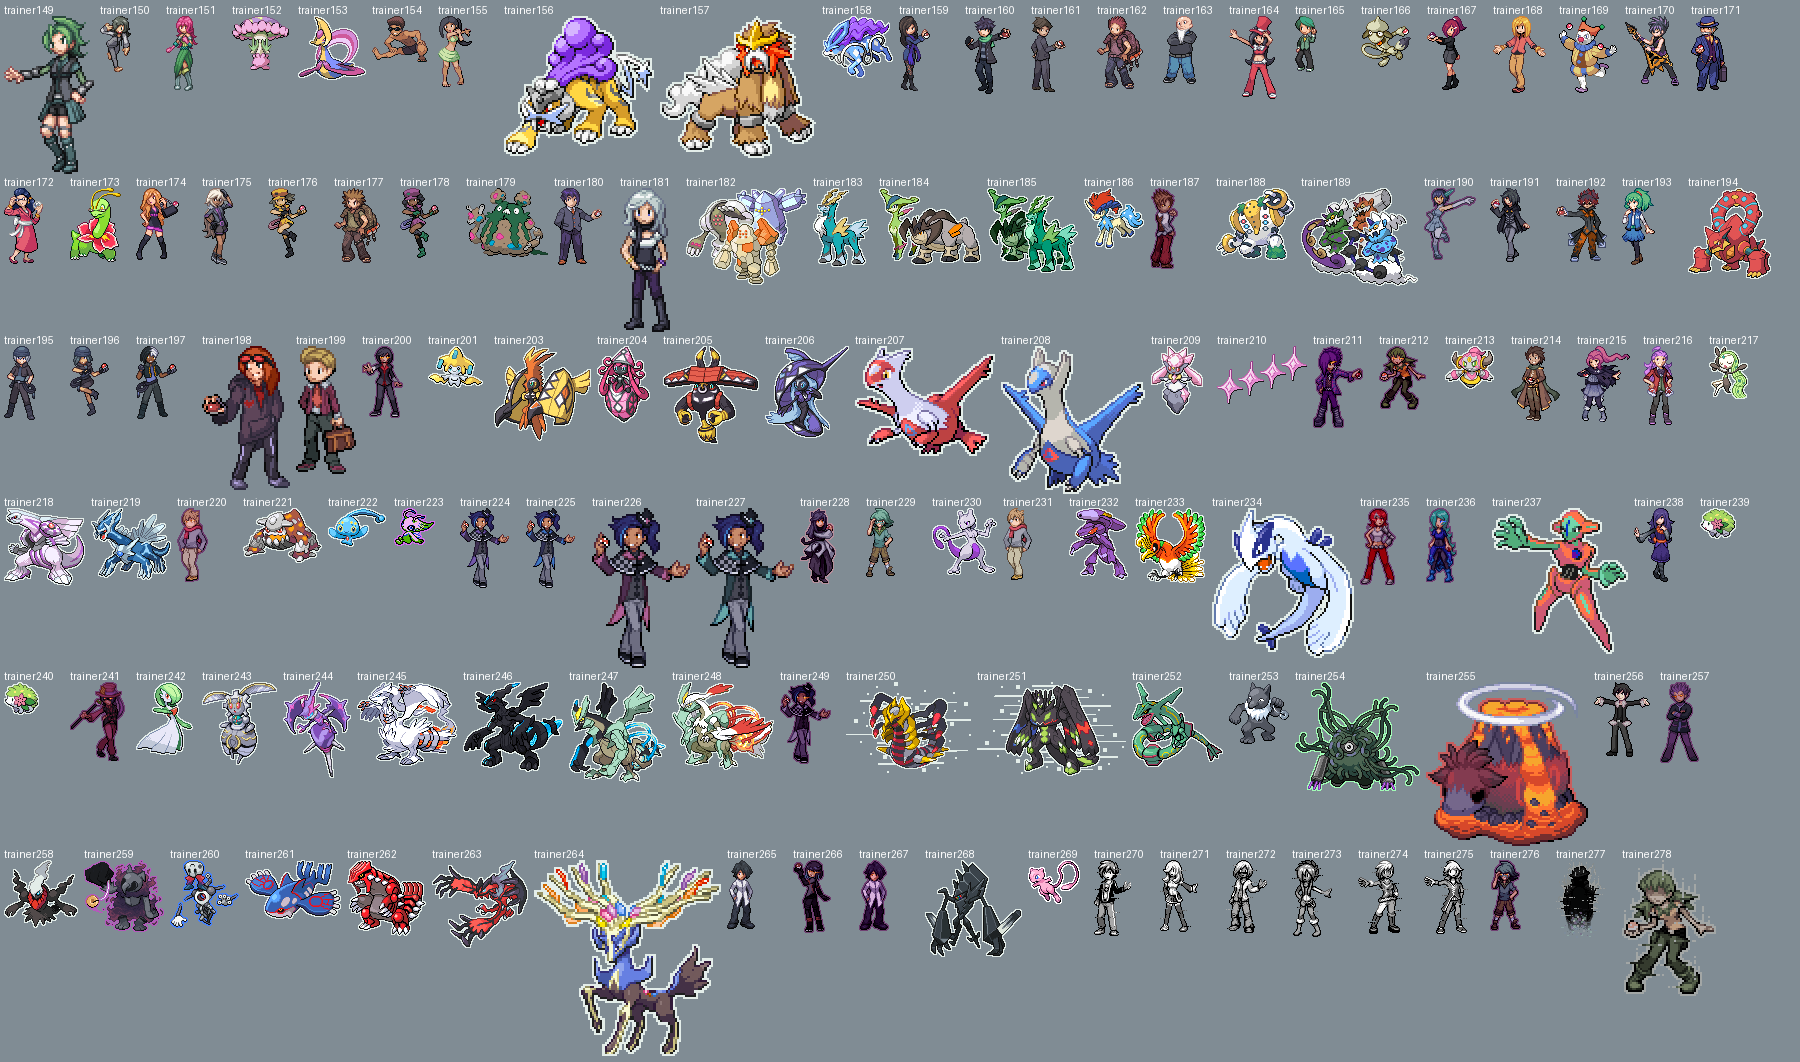 trainer149 trainer150 trainer151 trainer152 trainer153 trainer154 trainer155 trainer156 trainer157 trainer158 trainer159 trainer160 trainer161 trainer162 trainer163 trainer164 trainer165 trainer166 trainer167 trainer168 trainer169 trainer170 trainer171
trainer172 trainer173 trainer174 trainer175 trainer176 trainer177 trainer178 trainer179 trainer180 trainer181 trainer182 trainer183 trainer184 trainer185 trainer186 trainer187 trainer188 trainer189 trainer190 trainer191 trainer192 trainer193 trainer194
trainer195 trainer196 trainer197 trainer198 trainer199 trainer200 trainer201 trainer203 trainer204 trainer205 trainer206 trainer207 trainer208 trainer209 trainer210 trainer211 trainer212 trainer213 trainer214 trainer215 trainer216 trainer217
trainer218 trainer219 trainer220 trainer221 trainer222 trainer223 trainer224 trainer225 trainer226 trainer227 trainer228 trainer229 trainer230 trainer231 trainer232 trainer233 trainer234 trainer235 trainer236 trainer237 trainer238 trainer239
trainer240 trainer241 trainer242 trainer243 trainer244 trainer245 trainer246 trainer247 trainer248 trainer249 trainer250 trainer251 trainer252 trainer253 trainer254 trainer255 trainer256 trainer257
trainer258 trainer259 trainer260 trainer261 trainer262 trainer263 trainer264 trainer265 trainer266 trainer267 trainer268 trainer269 trainer270 trainer271 trainer272 trainer273 trainer274 trainer275 trainer276 trainer277 trainer278